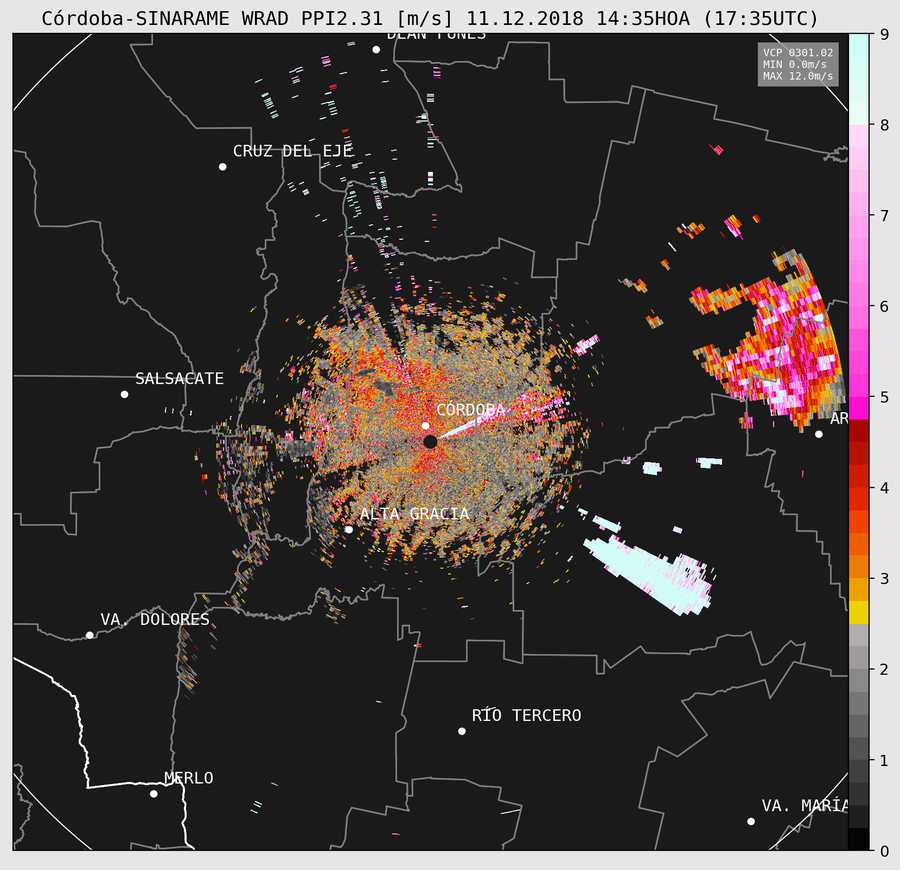 Córdoba-SINARAME WRAD PPI2.31 [m/s] 11.12.2018 14:35HOA (17:35UTC)
DEAN FUNES
VCP 0301.02
MIN 0.0m/s
MAX 12.0m/s
CRUZ DEL EJE
SALSACATE
CÓRDOBA
AR
ALTA GRACIA
VA. DOLORES
RÍO TERCERO
MERLO
VA. MARÍA
9
8
7
6
5
4
3
2
1
0